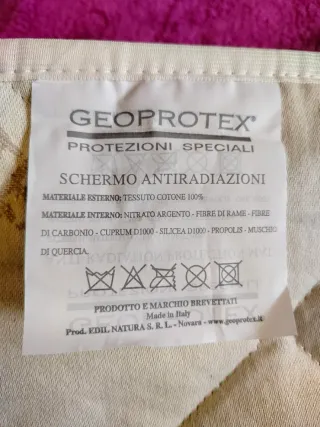 GEOPROTEX®
PROTEZIONI SPECIALI
SCHERMO ANTIRADIAZIONI
MATERIALE ESTERNO: TESSUTO COTONE 100%
MATERIALE INTERNO: NITRATO ARGENTO - FIBRE DI RAME - FIBRE
DI CARBONIO - CUPRUM D1000 - SILICEA D1000 - PROPOLIS - MUSCHIO
DI QUERCIA.
PRODOTTO E MARCHIO BREVETTATI
Made in Italy
Prod. EDIL NATURA S. R. L. - Novara - www.geoprotex.it